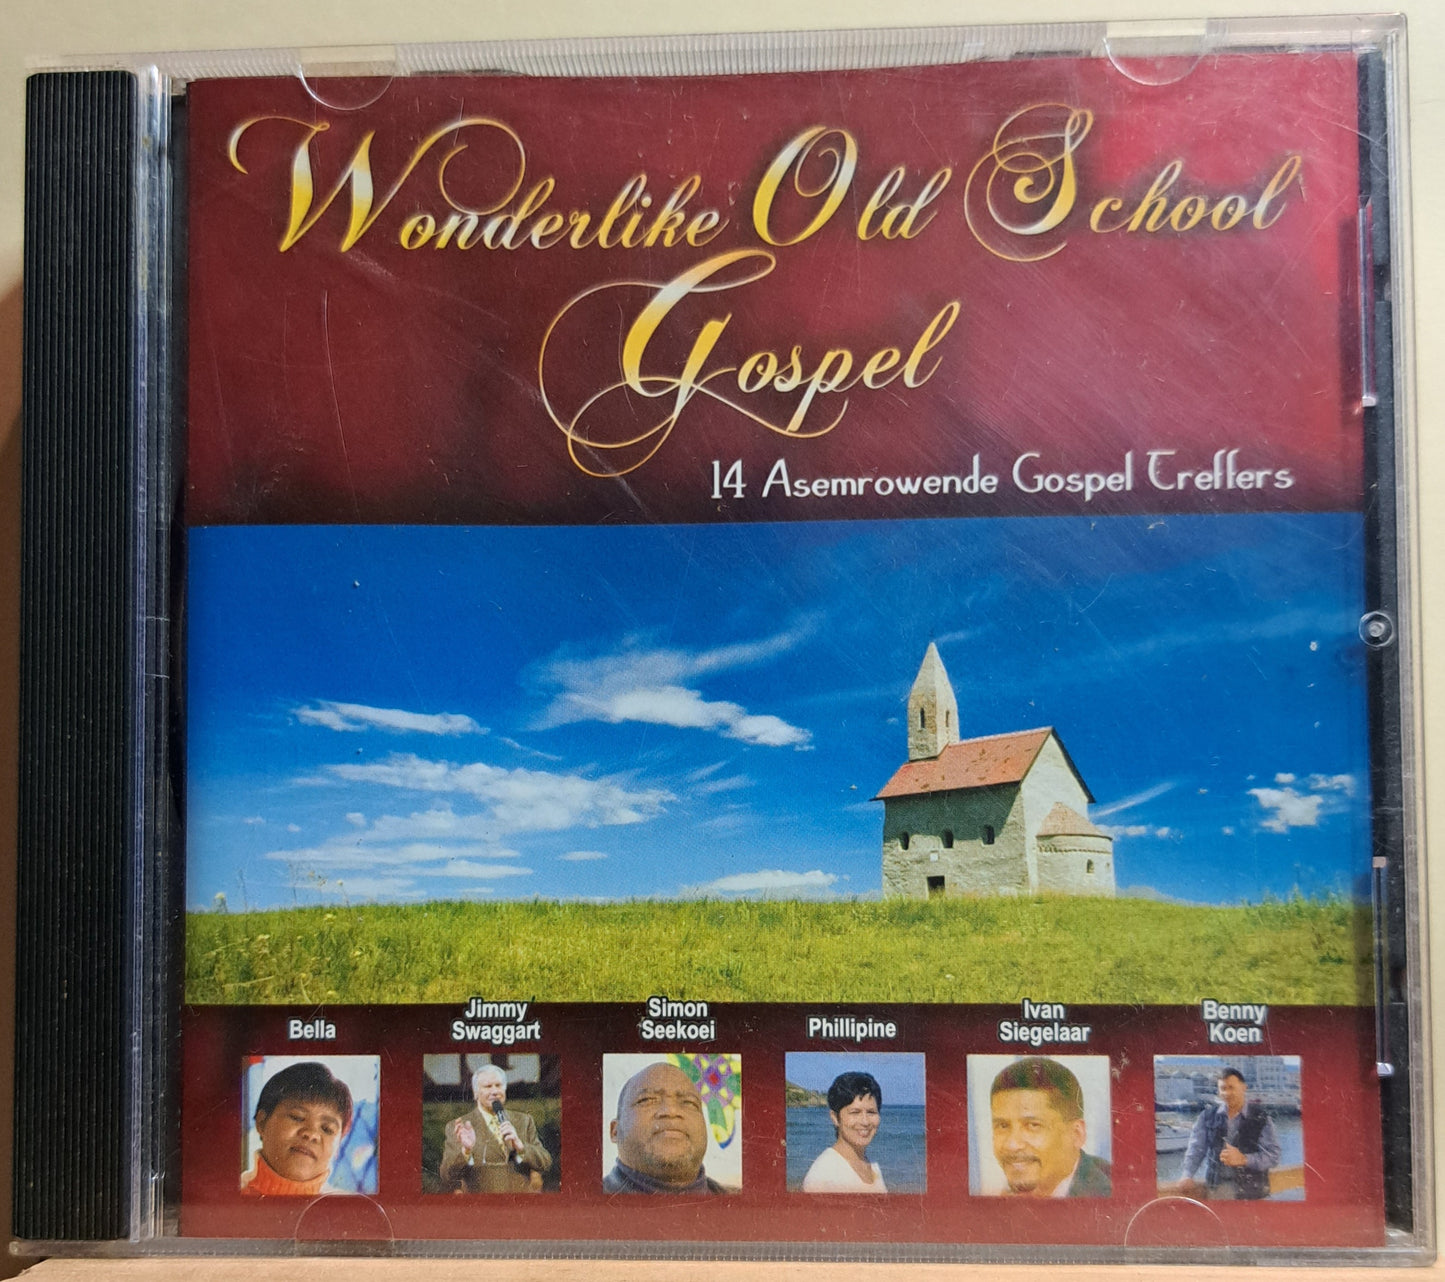 Wonderlike Old School
Gospel
14 Asemrowende Gospel Treffers
Bella
Jimmy
Swaggart
Simon
Seekoei
Phillipine
Ivan
Siegelaar
Benny
Koen